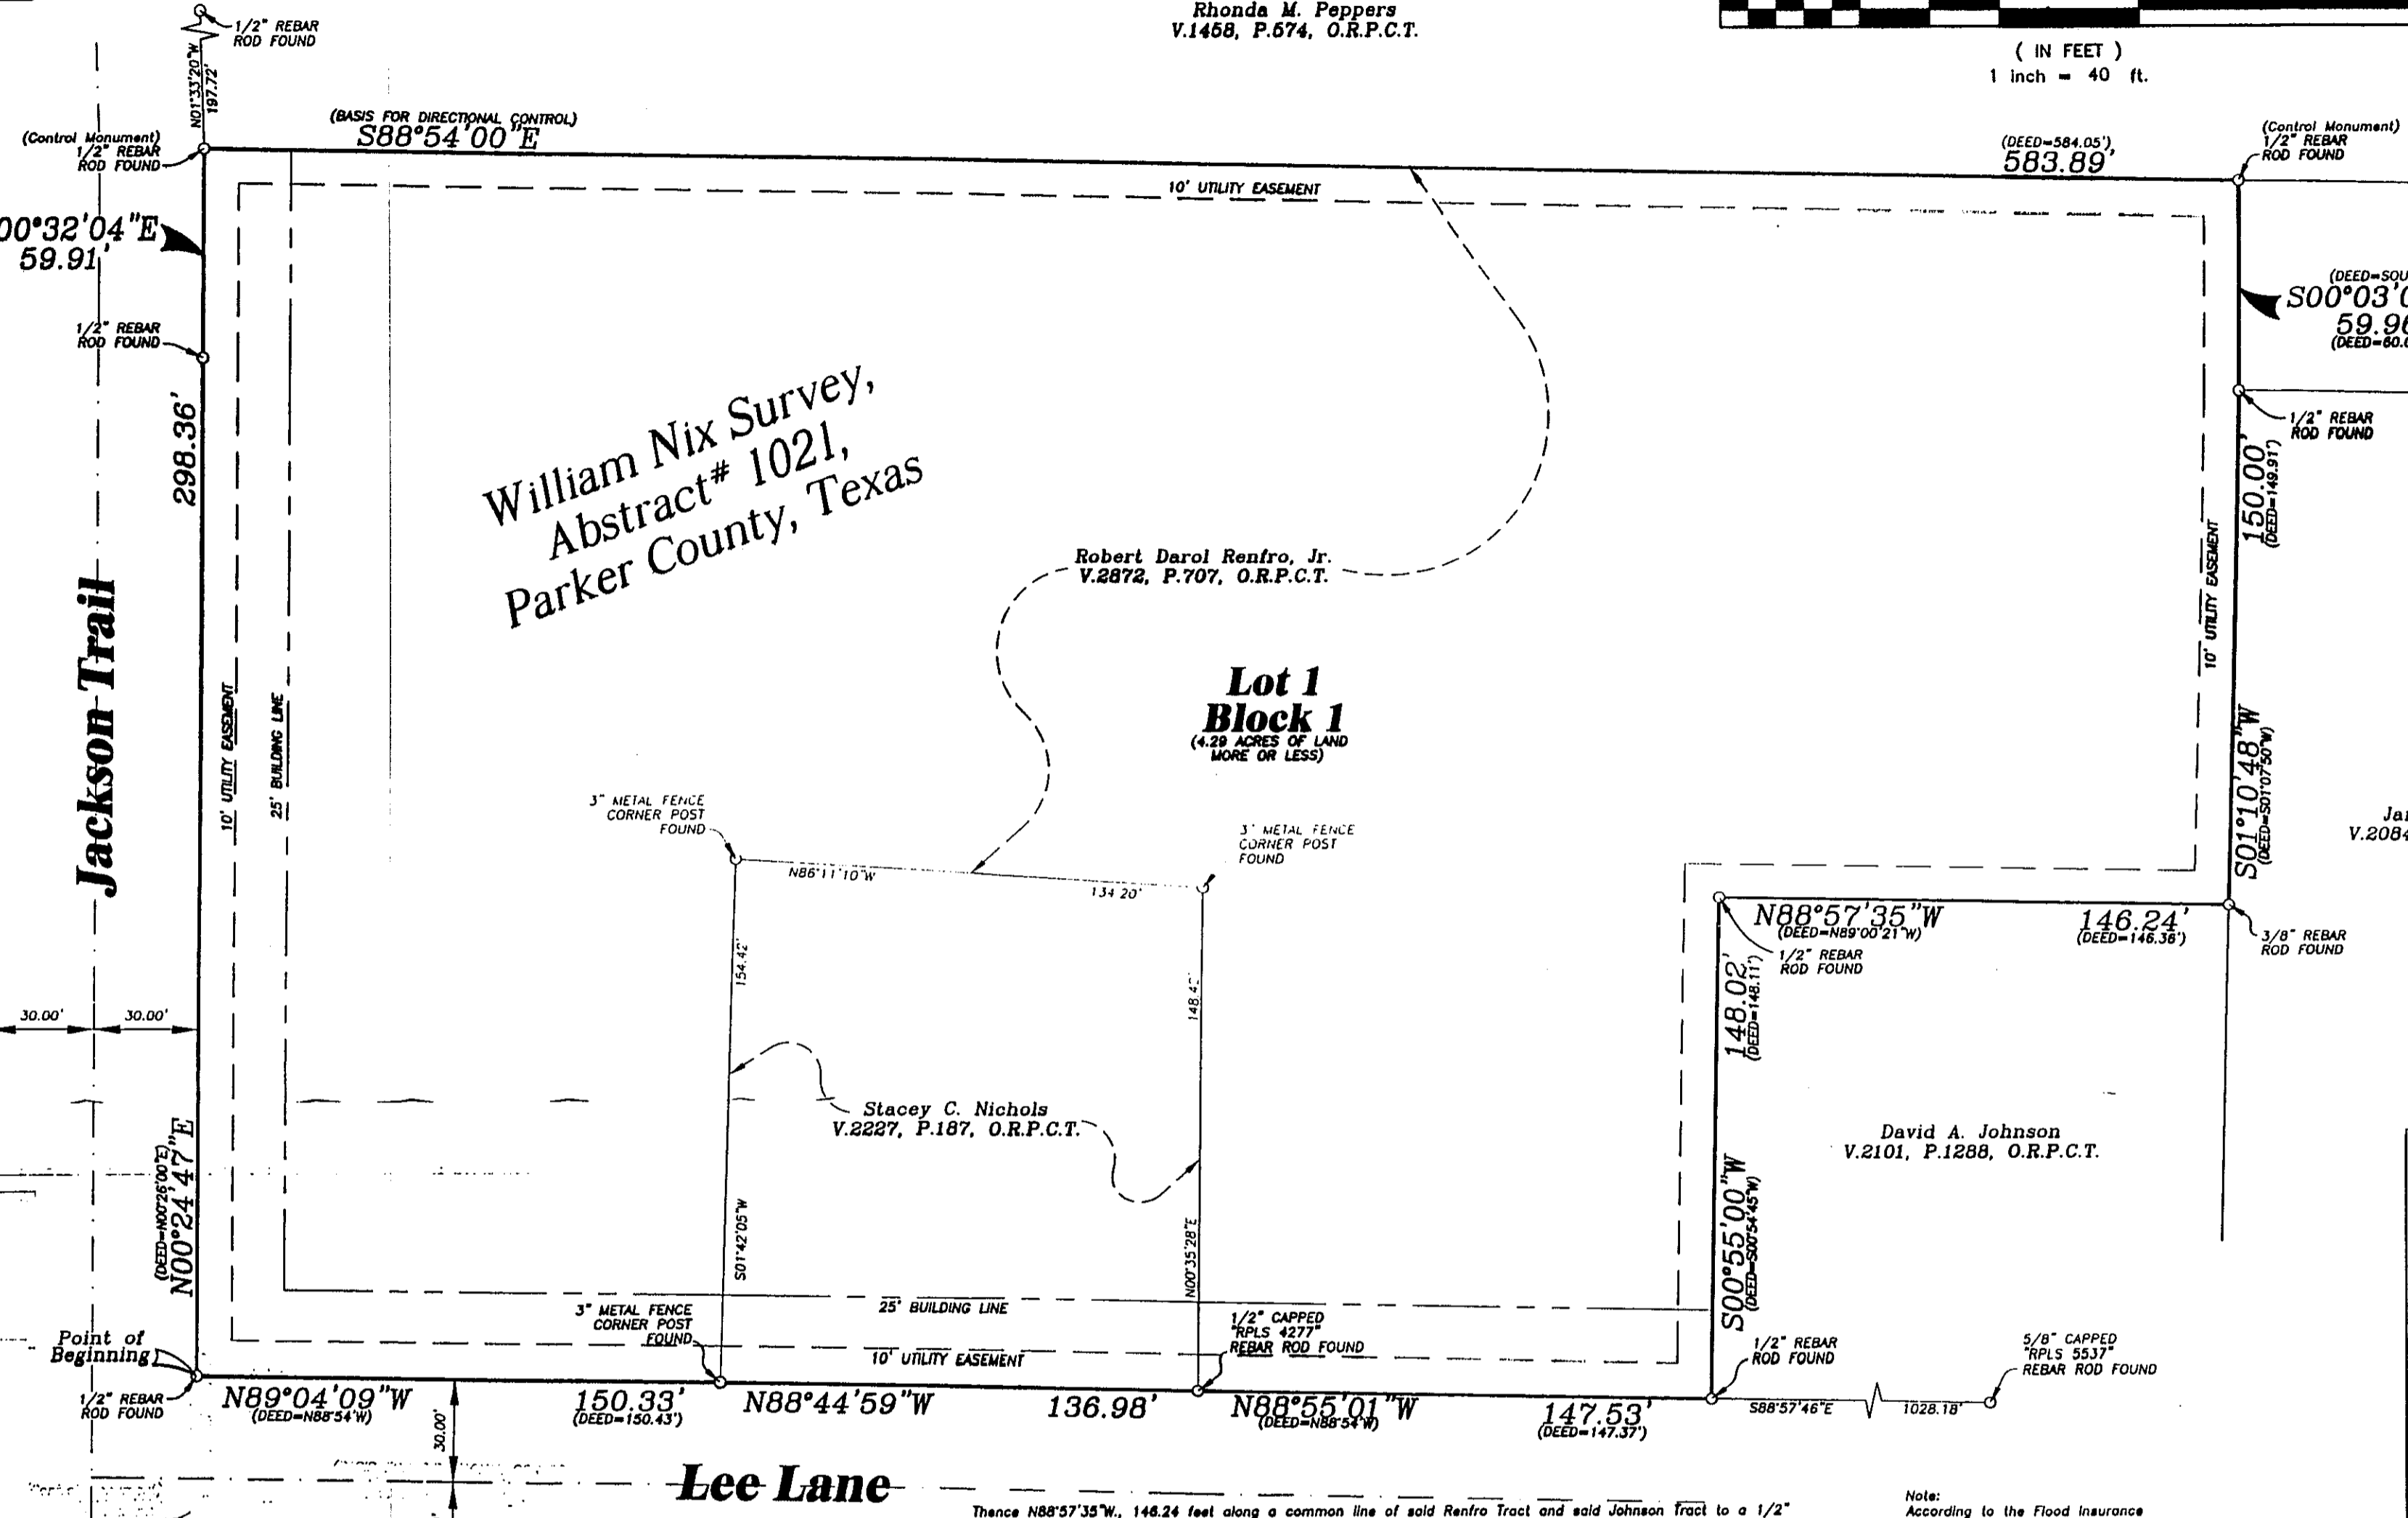 Rhonda M. Peppers
V.1458, P.574, O.R.P.C.T.
( IN FEET )
1 inch = 40 ft.
1/2" REBAR
ROD FOUND
N01°33'20"W
197.72'
(Control Monument)
1/2" REBAR
ROD FOUND
(BASIS FOR DIRECTIONAL CONTROL)
S88°54'00"E
(DEED=584.05')
583.89'
(Control Monument)
1/2" REBAR
ROD FOUND
10' UTILITY EASEMENT
00°32'04"E
59.91'
1/2" REBAR
ROD FOUND
(DEED=SOU
S00°03'0
59.96
(DEED=60.0
1/2" REBAR
ROD FOUND
298.36'
150.00'
(DEED=149.91')
William Nix Survey,
Abstract# 1021,
Parker County, Texas
Robert Darol Renfro, Jr.
V.2872, P.707, O.R.P.C.T.
10' UTILITY EASEMENT
Jackson Trail
10' UTILITY EASEMENT
25' BUILDING LINE
Lot 1
Block 1
(4.29 ACRES OF LAND
MORE OR LESS)
S01°10'48"W
(DEED=S01°07'50"W)
Jar
V.2084
3" METAL FENCE
CORNER POST
FOUND
3" METAL FENCE
CORNER POST
FOUND
N86°11'10"W
134.20'
N88°57'35"W
(DEED=N89°00'21"W)
146.24'
(DEED=146.36')
1/2" REBAR
ROD FOUND
3/8" REBAR
ROD FOUND
154.42'
148.4
148.02'
(DEED=148.11')
30.00'
30.00'
Stacey C. Nichols
V.2227, P.187, O.R.P.C.T.
David A. Johnson
V.2101, P.1288, O.R.P.C.T.
(DEED=N00°26'00"E)
N00°24'47"E
S01°42'05"W
N00°35'28"E
S00°55'00"W
(DEED=S00°54'45"W)
25' BUILDING LINE
3" METAL FENCE
CORNER POST
FOUND
1/2" CAPPED
"RPLS 4277"
REBAR ROD FOUND
10' UTILITY EASEMENT
Point of
Beginning
1/2" REBAR
ROD FOUND
1/2" REBAR
ROD FOUND
5/8" CAPPED
"RPLS 5537"
REBAR ROD FOUND
N89°04'09"W
(DEED=N88°54'W)
150.33'
(DEED=150.43')
N88°44'59"W
136.98'
N88°55'01"W
(DEED=N88°54'W)
147.53'
(DEED=147.37')
S88°57'46"E
1028.18'
30.00'
Lee Lane
Thence N88°57'35"W., 146.24 feet along a common line of said Renfro Tract and said Johnson Tract to a 1/2"
Note:
According to the Flood Insurance